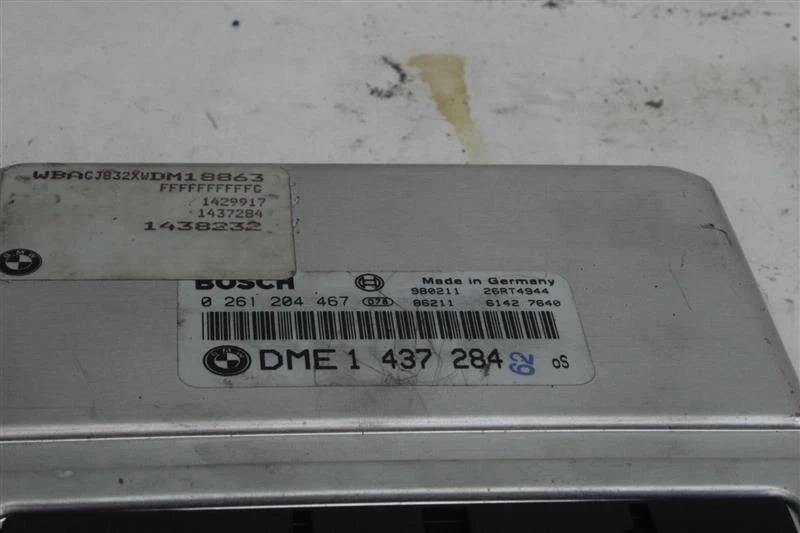 WBAGJ832XWDM18863
FFFFFFFFFFG
1429917
1437284
1438232
BOSCH
Made in Germany
0 261 204 467 078 980211 26RT4944
86211 6142 7640
DME 1 437 284 62 oS